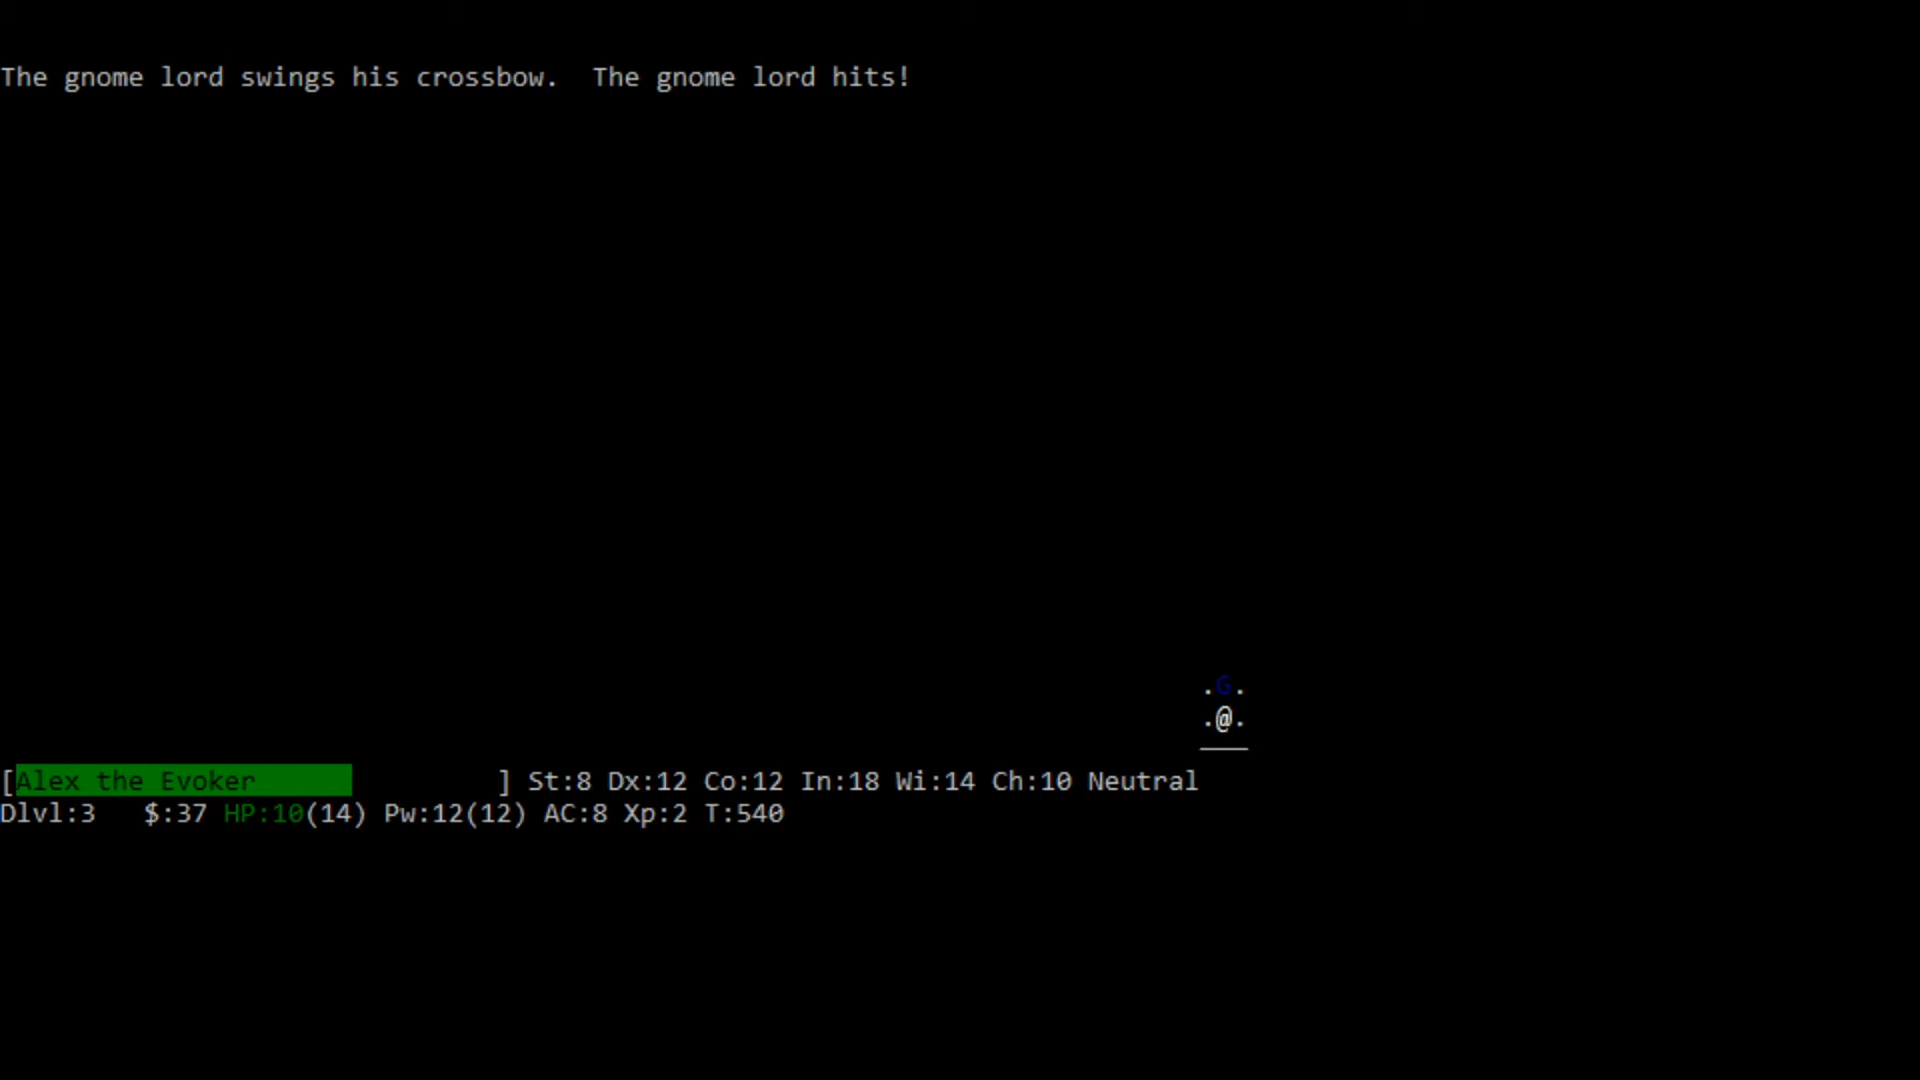 The gnome lord swings his crossbow.  The gnome lord hits!
.G.
.@.
[Alex the Evoker               ] St:8 Dx:12 Co:12 In:18 Wi:14 Ch:10 Neutral
Dlvl:3   $:37 HP:10(14) Pw:12(12) AC:8 Xp:2 T:540